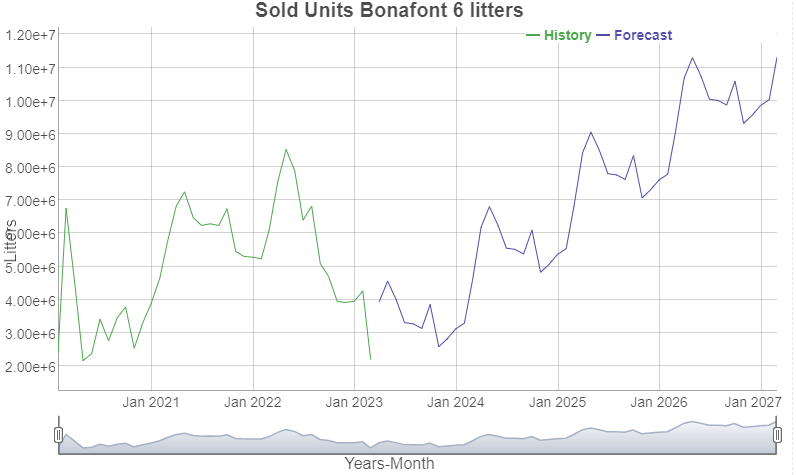 Sold Units Bonafont 6 litters
History Forecast
1.20e+7
1.10e+7
1.00e+7
9.00e+6
8.00e+6
7.00e+6
6.00e+6
5.00e+6
4.00e+6
3.00e+6
2.00e+6
Litters
Jan 2021 Jan 2022 Jan 2023 Jan 2024 Jan 2025 Jan 2026 Jan 2027
Years-Month